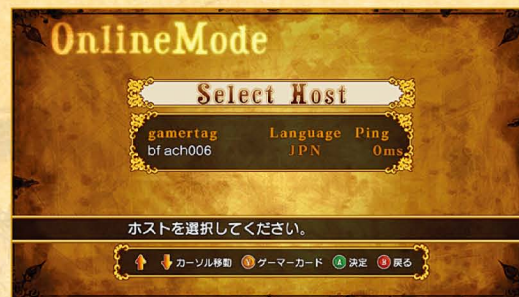 OnlineMode
Select Host
gamertag Language Ping
bf ach006 JPN 0ms
ホストを選択してください。
カーソル移動 Y ゲーマーカード A 決定 B 戻る